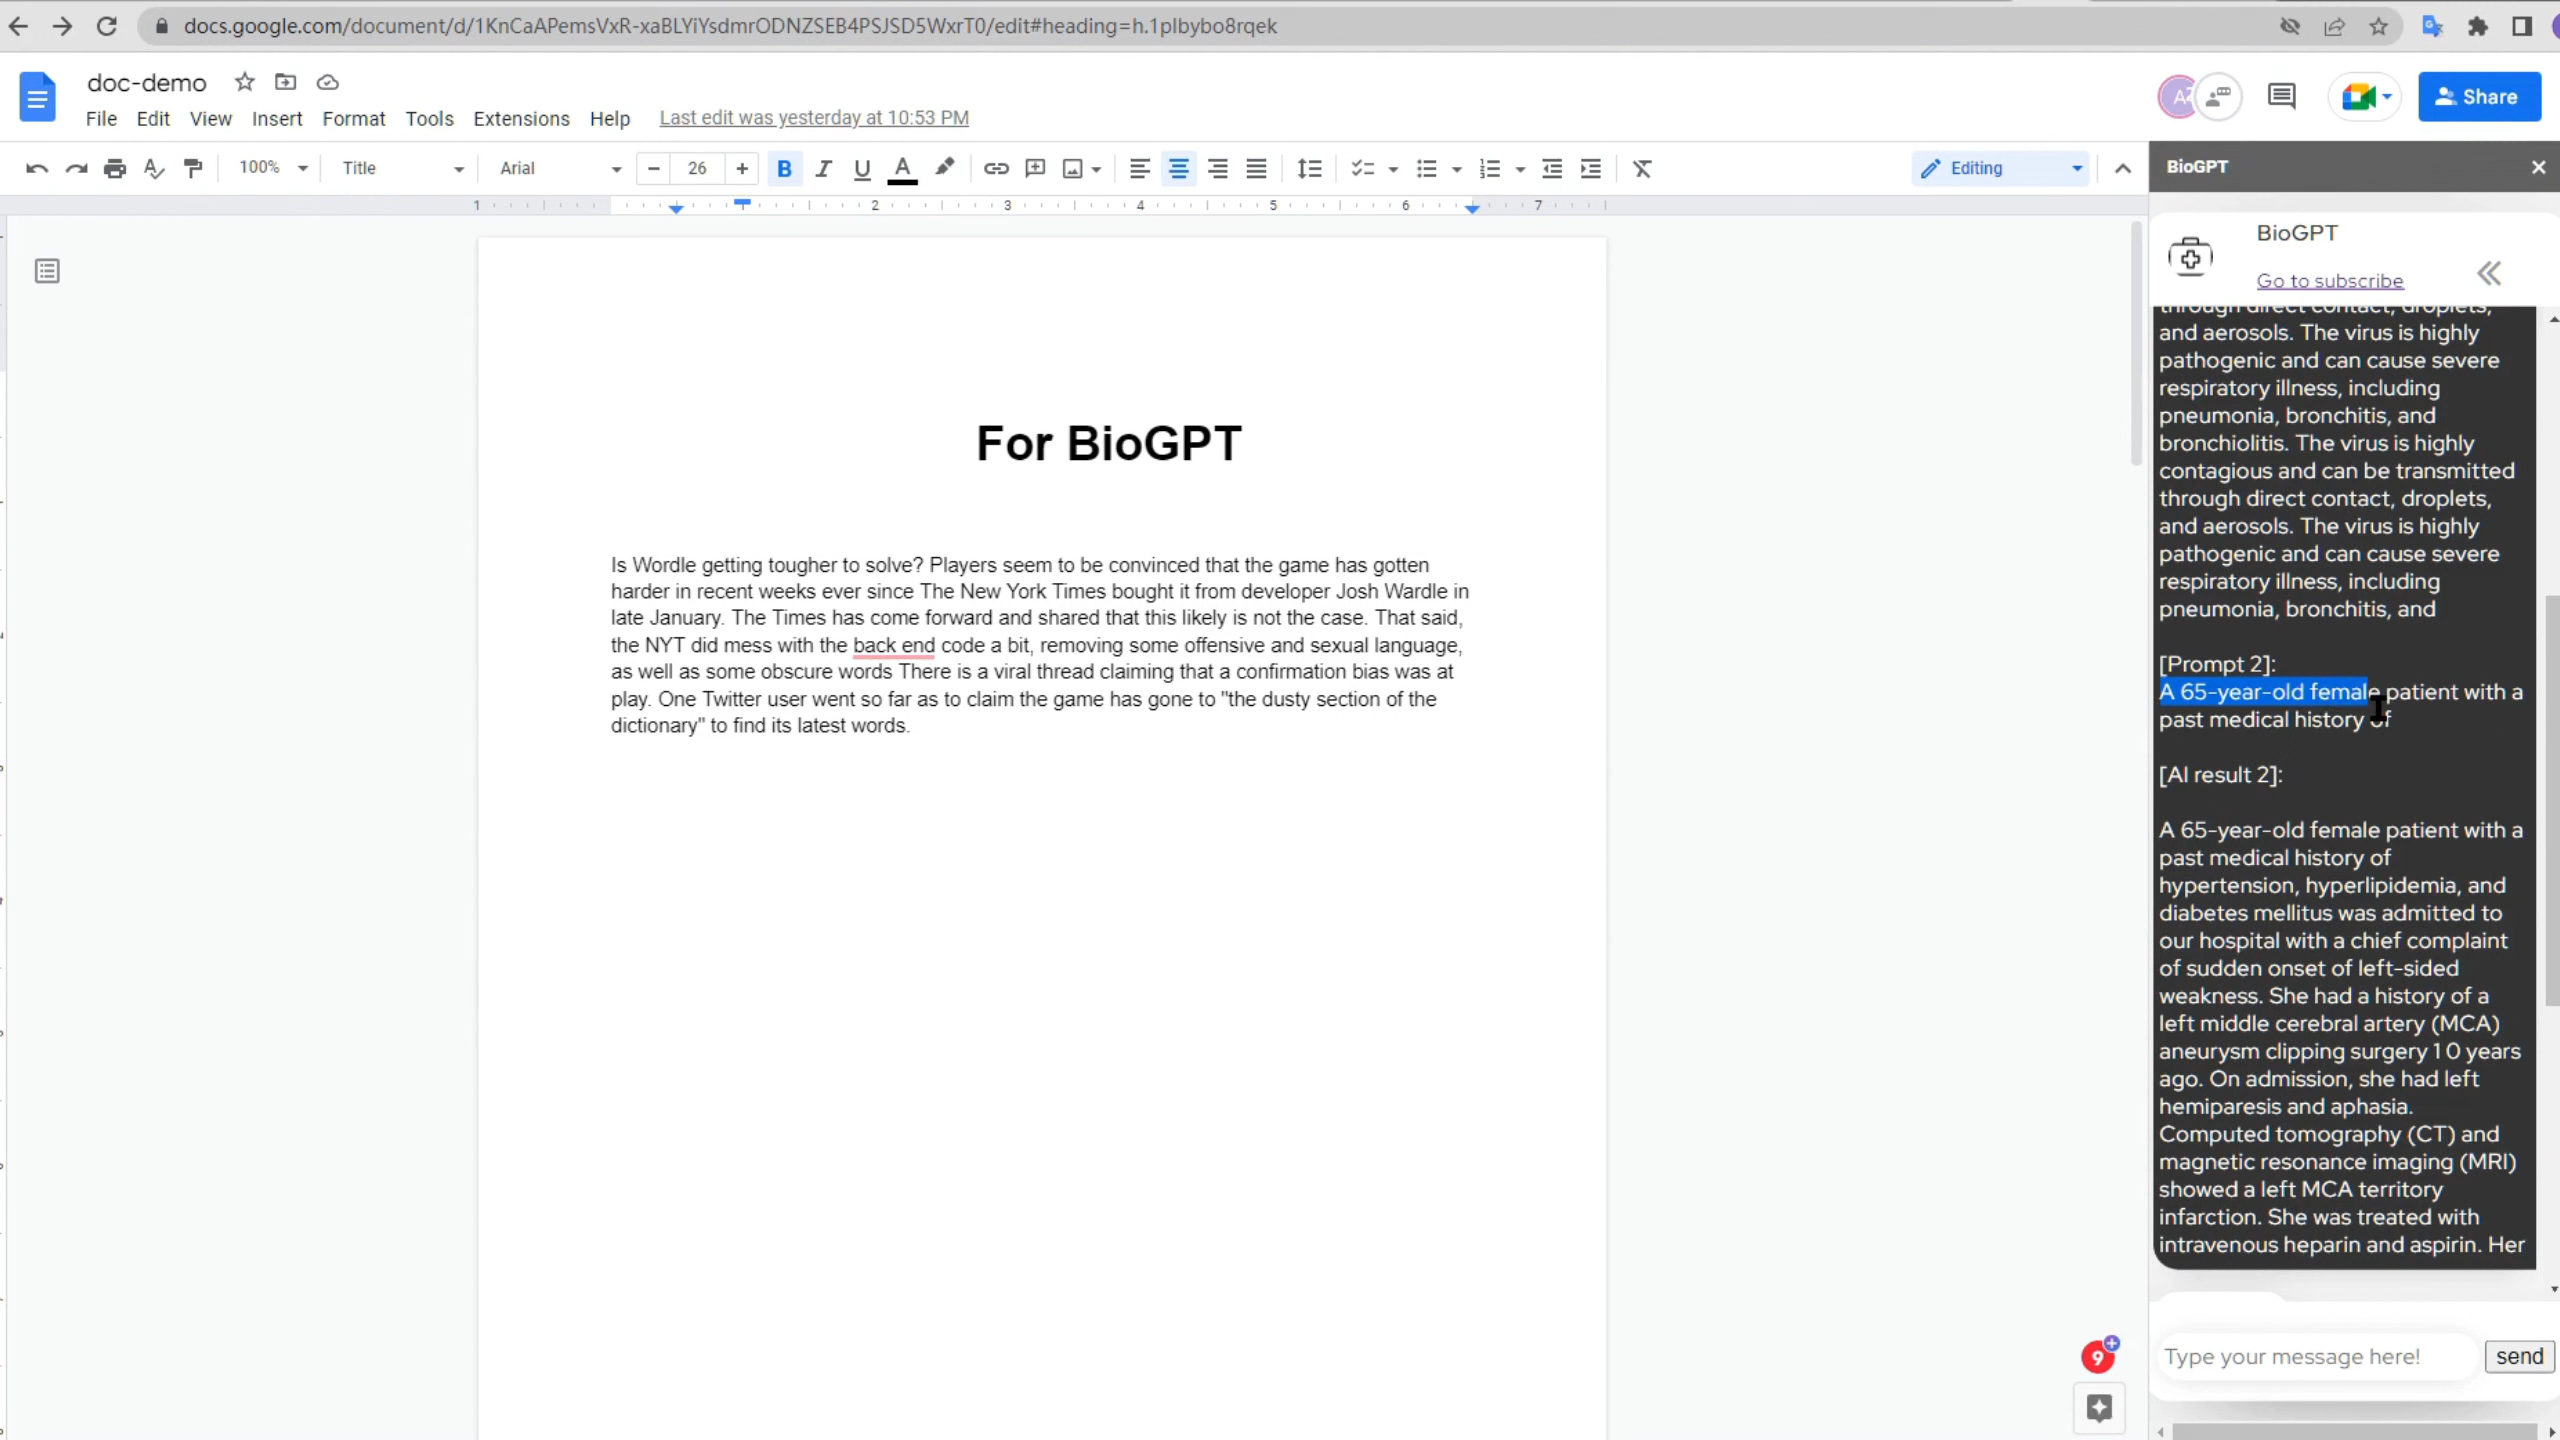 docs.google.com/document/d/1KnCaAPemsVxR-xaBLYiYsdmrODNZSEB4PSJSD5WxrT0/edit#heading=h.1plbybo8rqek
doc-demo
File Edit View Insert Format Tools Extensions Help Last edit was yesterday at 10:53 PM
Share
100% Title Arial 26 B I U A Editing
1 1 2 3 4 5 6 7
For BioGPT
Is Wordle getting tougher to solve? Players seem to be convinced that the game has gotten
harder in recent weeks ever since The New York Times bought it from developer Josh Wardle in
late January. The Times has come forward and shared that this likely is not the case. That said,
the NYT did mess with the back end code a bit, removing some offensive and sexual language,
as well as some obscure words There is a viral thread claiming that a confirmation bias was at
play. One Twitter user went so far as to claim the game has gone to "the dusty section of the
dictionary" to find its latest words.
9
BioGPT
BioGPT
Go to subscribe
through direct contact, droplets,
and aerosols. The virus is highly
pathogenic and can cause severe
respiratory illness, including
pneumonia, bronchitis, and
bronchiolitis. The virus is highly
contagious and can be transmitted
through direct contact, droplets,
and aerosols. The virus is highly
pathogenic and can cause severe
respiratory illness, including
pneumonia, bronchitis, and
[Prompt 2]:
A 65-year-old female patient with a
past medical history of
[AI result 2]:
A 65-year-old female patient with a
past medical history of
hypertension, hyperlipidemia, and
diabetes mellitus was admitted to
our hospital with a chief complaint
of sudden onset of left-sided
weakness. She had a history of a
left middle cerebral artery (MCA)
aneurysm clipping surgery 1 0 years
ago. On admission, she had left
hemiparesis and aphasia.
Computed tomography (CT) and
magnetic resonance imaging (MRI)
showed a left MCA territory
infarction. She was treated with
intravenous heparin and aspirin. Her
Type your message here!
send